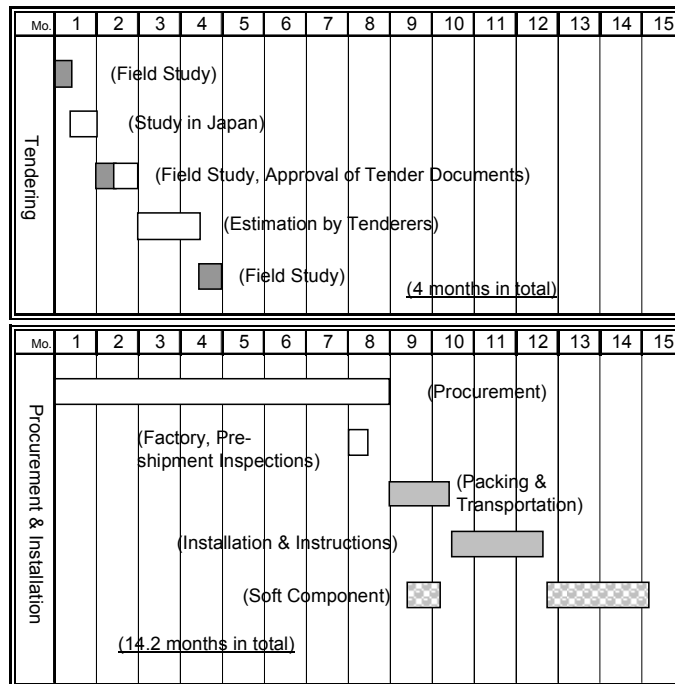 Mo. 1 2 3 4 5 6 7 8 9 10 11 12 13 14 15
Tendering
(Field Study)
(Study in Japan)
(Field Study, Approval of Tender Documents)
(Estimation by Tenderers)
(Field Study)
(4 months in total)
Mo. 1 2 3 4 5 6 7 8 9 10 11 12 13 14 15
Procurement & Installation
(Procurement)
(Factory, Pre-
shipment Inspections)
(Packing &
Transportation)
(Installation & Instructions)
(Soft Component)
(14.2 months in total)